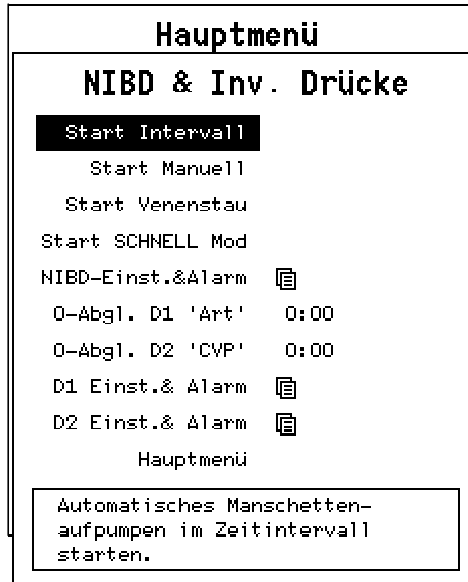 Hauptmenü
NIBD & Inv. Drücke
Start Intervall
Start Manuell
Start Venenstau
Start SCHNELL Mod
NIBD-Einst.&Alarm
0-Abgl. D1 'Art' 0:00
0-Abgl. D2 'CVP' 0:00
D1 Einst.& Alarm
D2 Einst.& Alarm
Hauptmenü
Automatisches Manschetten-
aufpumpen im Zeitintervall
starten.